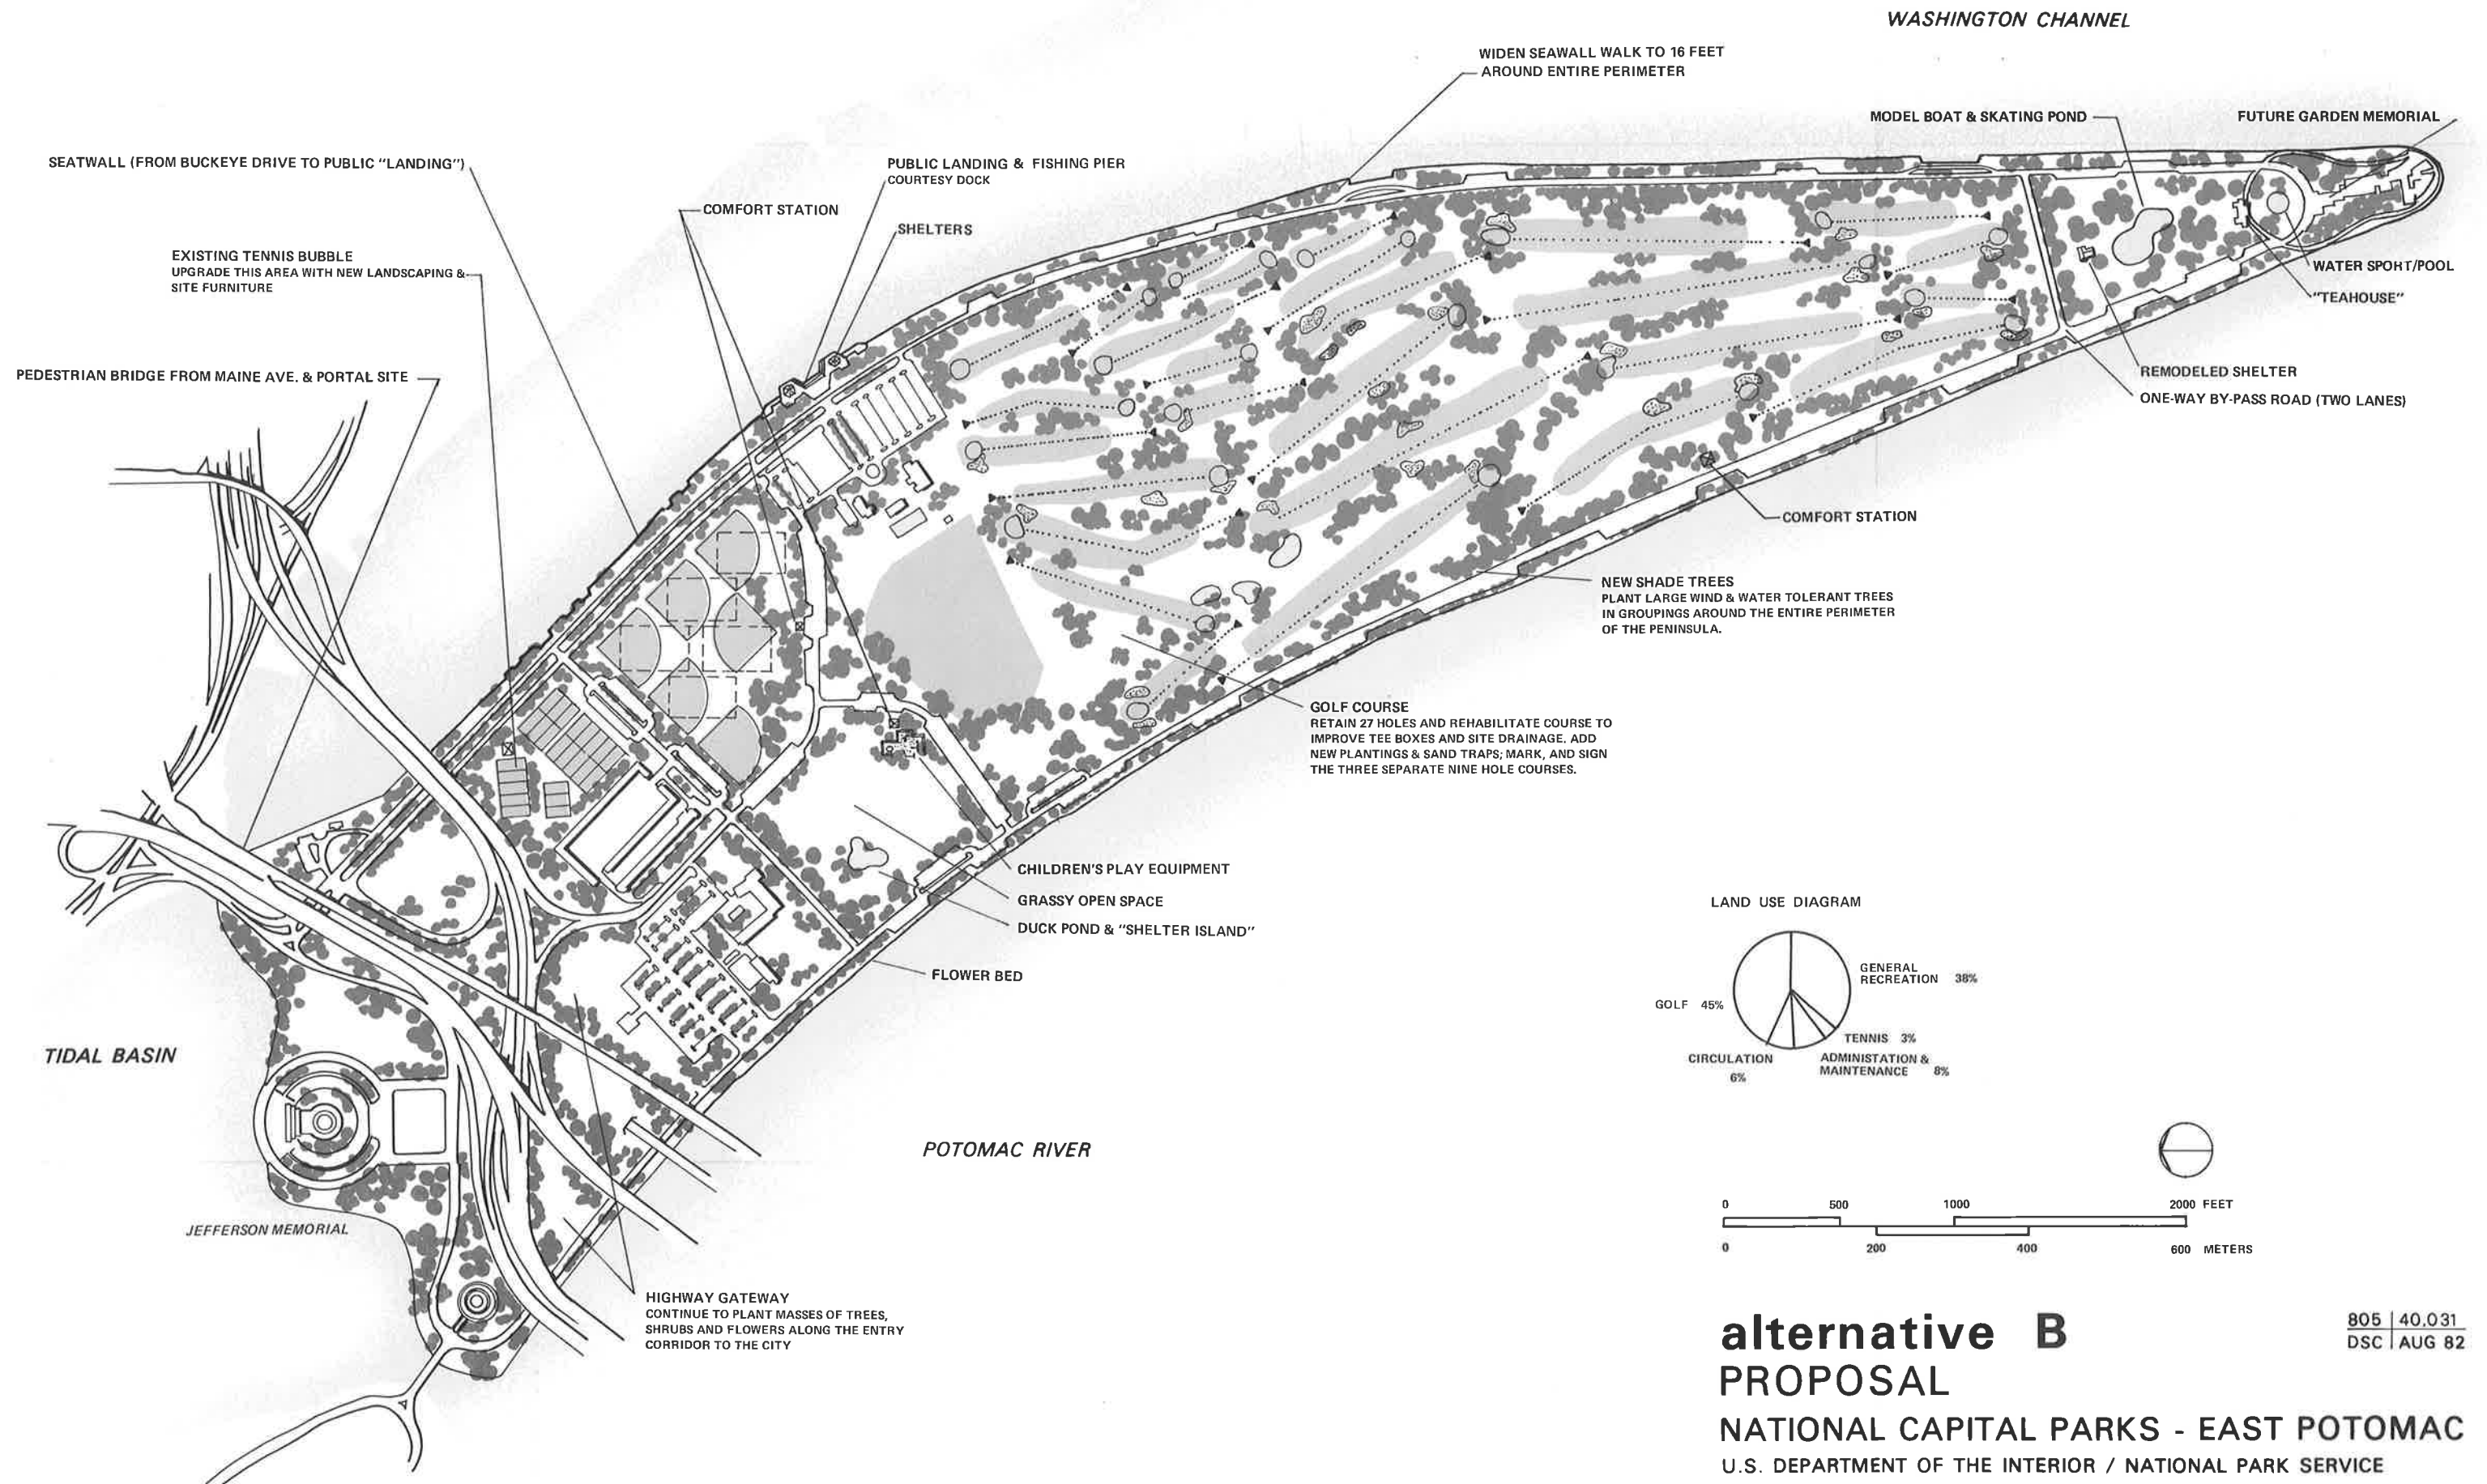 WASHINGTON CHANNEL
WIDEN SEAWALL WALK TO 16 FEET
AROUND ENTIRE PERIMETER
MODEL BOAT & SKATING POND
FUTURE GARDEN MEMORIAL
SEATWALL (FROM BUCKEYE DRIVE TO PUBLIC "LANDING")
PUBLIC LANDING & FISHING PIER
COURTESY DOCK
COMFORT STATION
SHELTERS
EXISTING TENNIS BUBBLE
UPGRADE THIS AREA WITH NEW LANDSCAPING &
SITE FURNITURE
WATER SPORT/POOL
"TEAHOUSE"
PEDESTRIAN BRIDGE FROM MAINE AVE. & PORTAL SITE
REMODELED SHELTER
ONE-WAY BY-PASS ROAD (TWO LANES)
COMFORT STATION
NEW SHADE TREES
PLANT LARGE WIND & WATER TOLERANT TREES
IN GROUPINGS AROUND THE ENTIRE PERIMETER
OF THE PENINSULA.
GOLF COURSE
RETAIN 27 HOLES AND REHABILITATE COURSE TO
IMPROVE TEE BOXES AND SITE DRAINAGE. ADD
NEW PLANTINGS & SAND TRAPS; MARK, AND SIGN
THE THREE SEPARATE NINE HOLE COURSES.
CHILDREN'S PLAY EQUIPMENT
GRASSY OPEN SPACE
DUCK POND & "SHELTER ISLAND"
FLOWER BED
LAND USE DIAGRAM
GENERAL
RECREATION 38%
GOLF 45%
TENNIS 3%
CIRCULATION
6%
ADMINISTATION &
MAINTENANCE 8%
TIDAL BASIN
POTOMAC RIVER
JEFFERSON MEMORIAL
0 500 1000 2000 FEET
0 200 400 600 METERS
HIGHWAY GATEWAY
CONTINUE TO PLANT MASSES OF TREES,
SHRUBS AND FLOWERS ALONG THE ENTRY
CORRIDOR TO THE CITY
alternative B
PROPOSAL
805 | 40,031
DSC | AUG 82
NATIONAL CAPITAL PARKS - EAST POTOMAC
U.S. DEPARTMENT OF THE INTERIOR / NATIONAL PARK SERVICE